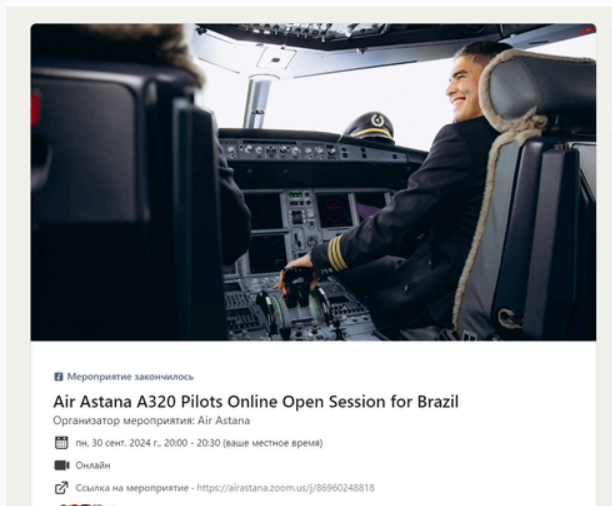 Мероприятие закончилось
Air Astana A320 Pilots Online Open Session for Brazil
Организатор мероприятия: Air Astana
пн, 30 сент. 2024 г., 20:00 - 20:30 (ваше местное время)
Онлайн
Ссылка на мероприятие - https://airastana.zoom.us/j/86960248818